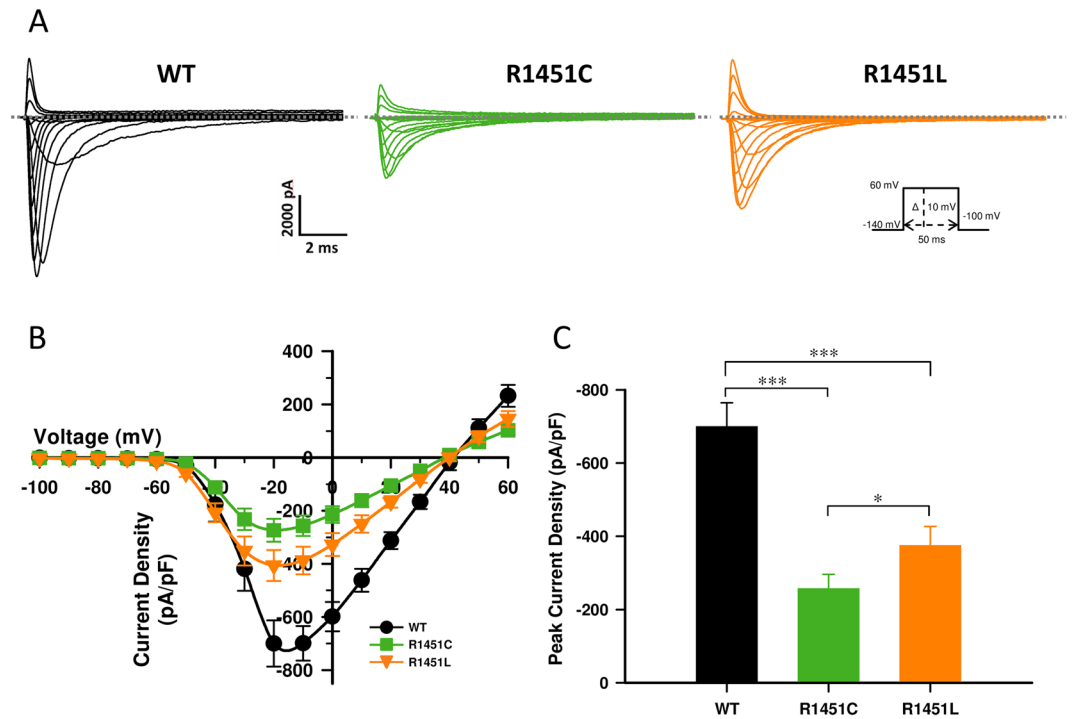 A
WT
R1451C
R1451L
2000 pA
2 ms
60 mV
Δ
10 mV
-140 mV
-100 mV
50 ms
B
Voltage (mV)
Current Density
(pA/pF)
400
200
0
-200
-400
-600
-800
-100
-80
-60
-40
-20
0
20
40
60
WT
R1451C
R1451L
C
Peak Current Density (pA/pF)
-800
-600
-400
-200
0
***
***
*
WT
R1451C
R1451L